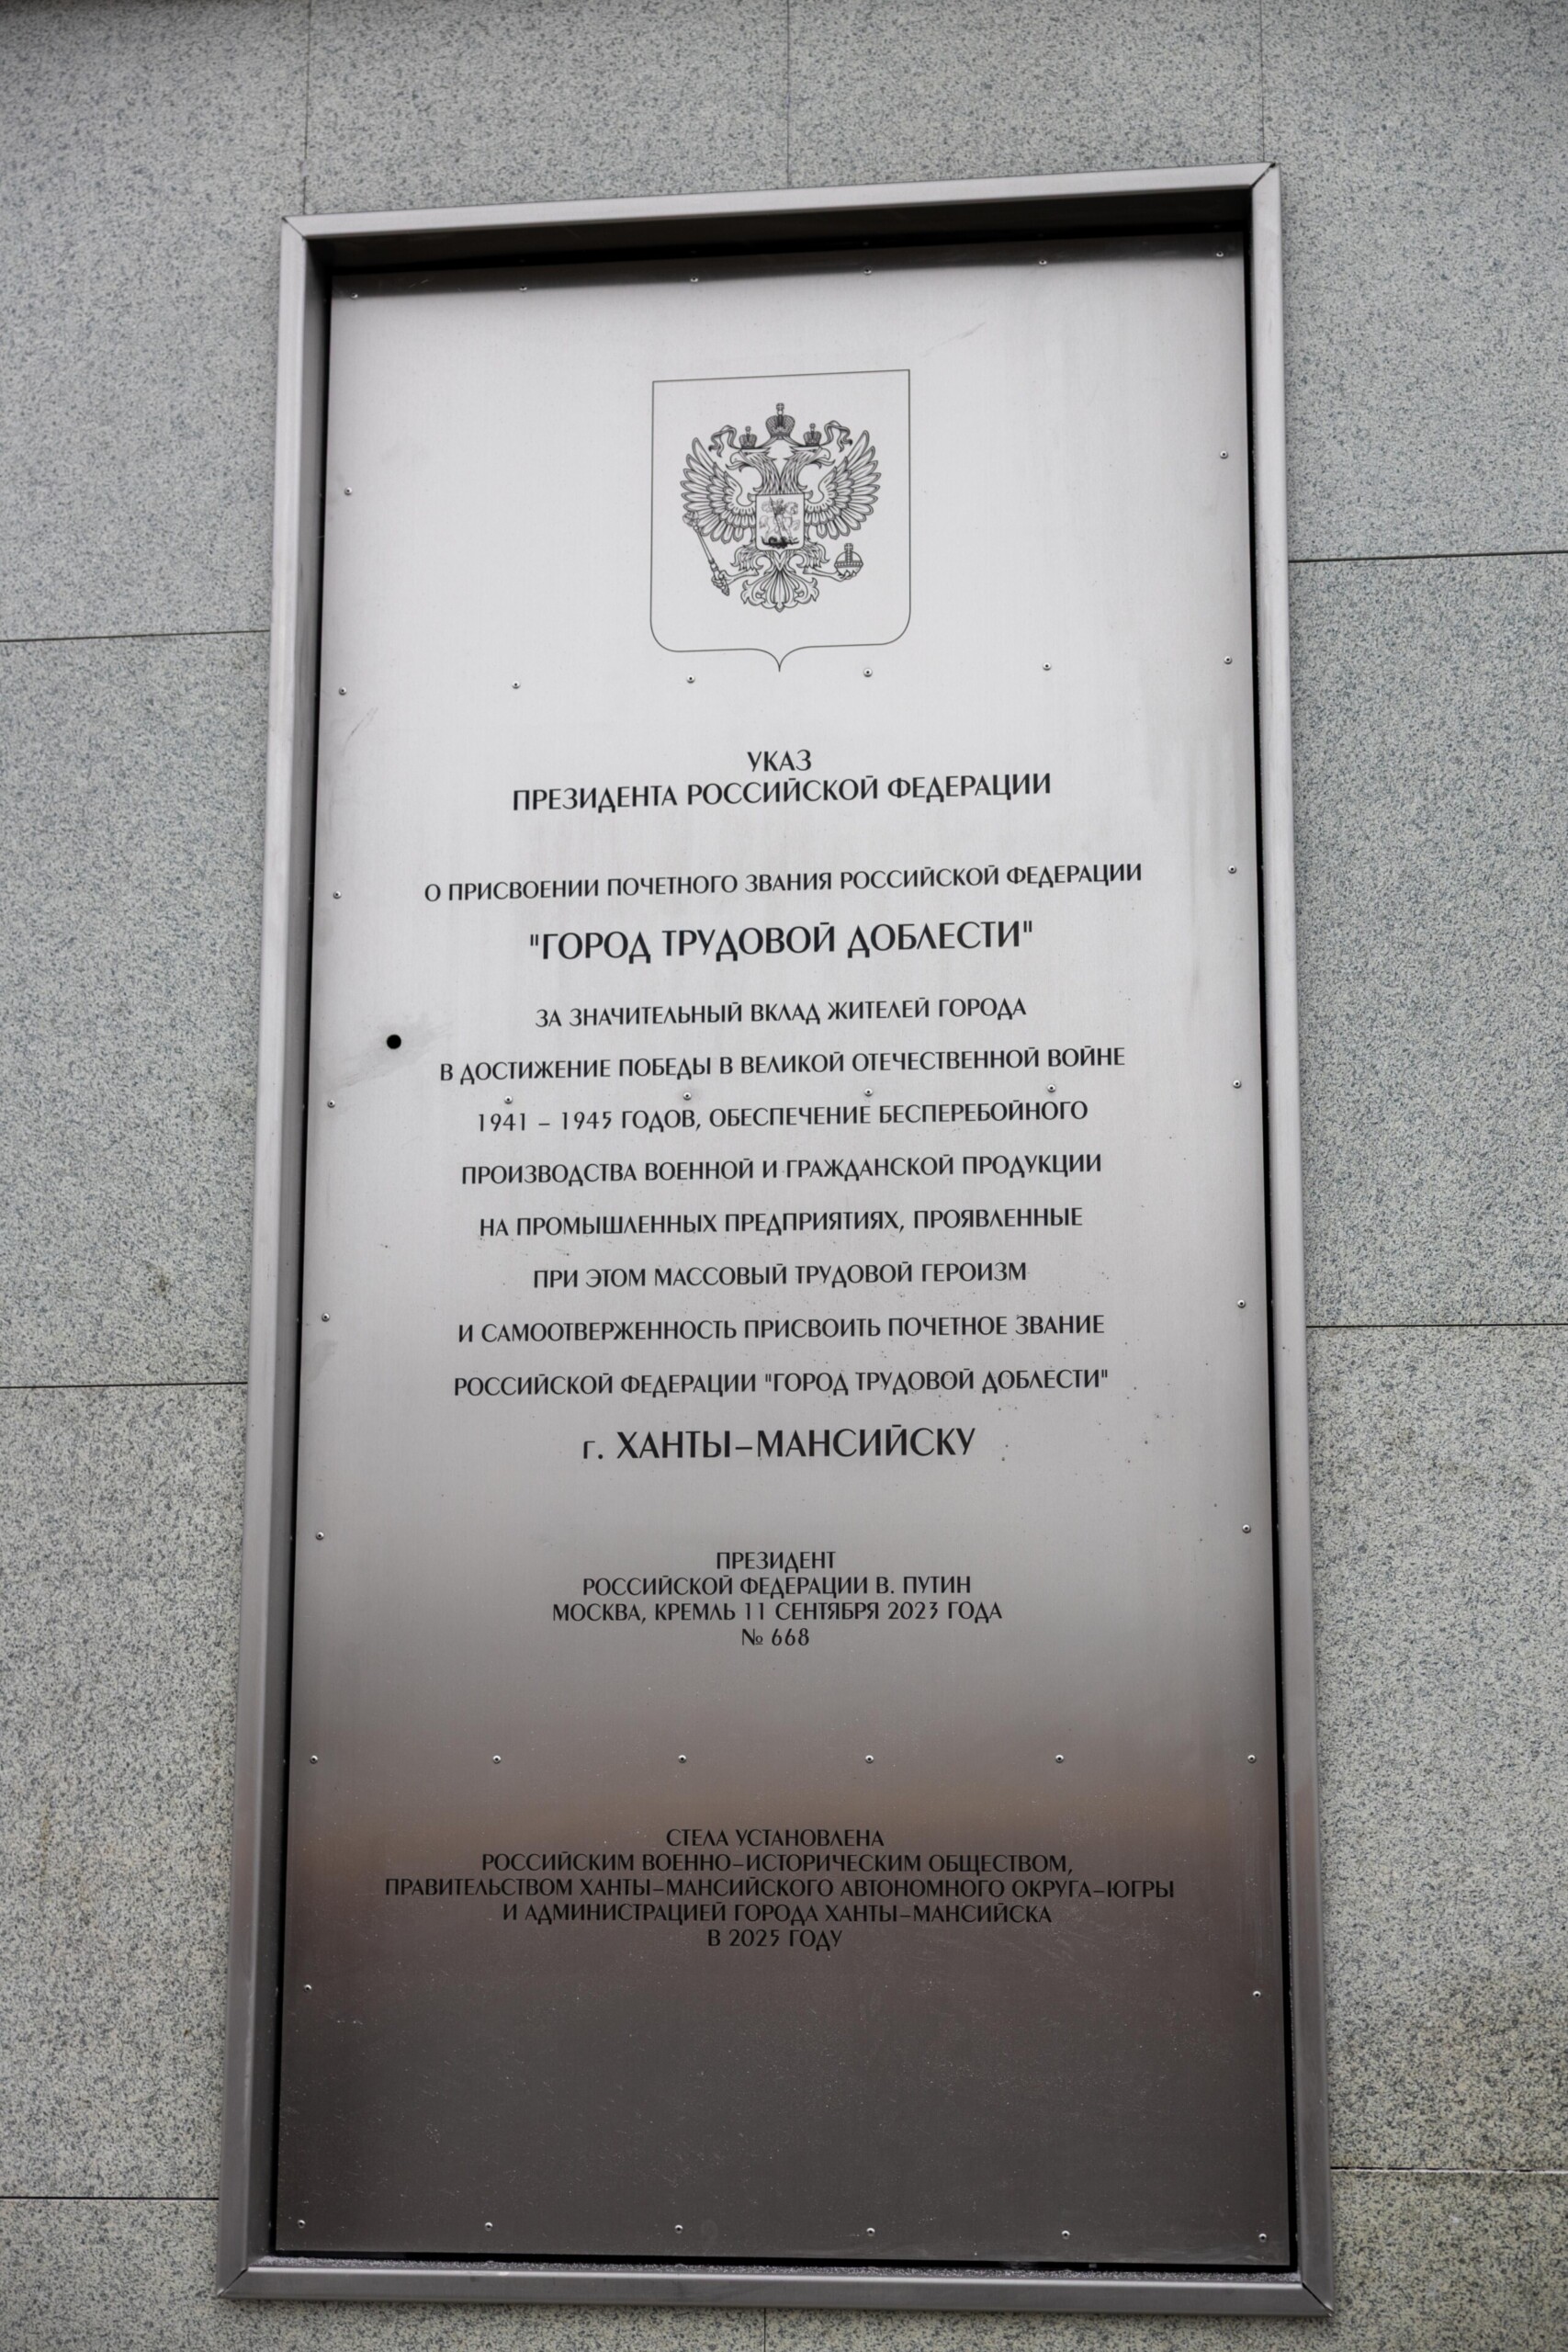 УКАЗ
ПРЕЗИДЕНТА РОССИЙСКОЙ ФЕДЕРАЦИИ
О ПРИСВОЕНИИ ПОЧЕТНОГО ЗВАНИЯ РОССИЙСКОЙ ФЕДЕРАЦИИ
"ГОРОД ТРУДОВОЙ ДОБЛЕСТИ"
ЗА ЗНАЧИТЕЛЬНЫЙ ВКЛАД ЖИТЕЛЕЙ ГОРОДА
В ДОСТИЖЕНИЕ ПОБЕДЫ В ВЕЛИКОЙ ОТЕЧЕСТВЕННОЙ ВОЙНЕ
1941 – 1945 ГОДОВ, ОБЕСПЕЧЕНИЕ БЕСПЕРЕБОЙНОГО
ПРОИЗВОДСТВА ВОЕННОЙ И ГРАЖДАНСКОЙ ПРОДУКЦИИ
НА ПРОМЫШЛЕННЫХ ПРЕДПРИЯТИЯХ, ПРОЯВЛЕННЫЕ
ПРИ ЭТОМ МАССОВЫЙ ТРУДОВОЙ ГЕРОИЗМ
И САМООТВЕРЖЕННОСТЬ ПРИСВОИТЬ ПОЧЕТНОЕ ЗВАНИЕ
РОССИЙСКОЙ ФЕДЕРАЦИИ "ГОРОД ТРУДОВОЙ ДОБЛЕСТИ"
г. ХАНТЫ–МАНСИЙСКУ
ПРЕЗИДЕНТ
РОССИЙСКОЙ ФЕДЕРАЦИИ В. ПУТИН
МОСКВА, КРЕМЛЬ 11 СЕНТЯБРЯ 2023 ГОДА
№ 668
СТЕЛА УСТАНОВЛЕНА
РОССИЙСКИМ ВОЕННО–ИСТОРИЧЕСКИМ ОБЩЕСТВОМ,
ПРАВИТЕЛЬСТВОМ ХАНТЫ–МАНСИЙСКОГО АВТОНОМНОГО ОКРУГА–ЮГРЫ
И АДМИНИСТРАЦИЕЙ ГОРОДА ХАНТЫ–МАНСИЙСКА
В 2025 ГОДУ